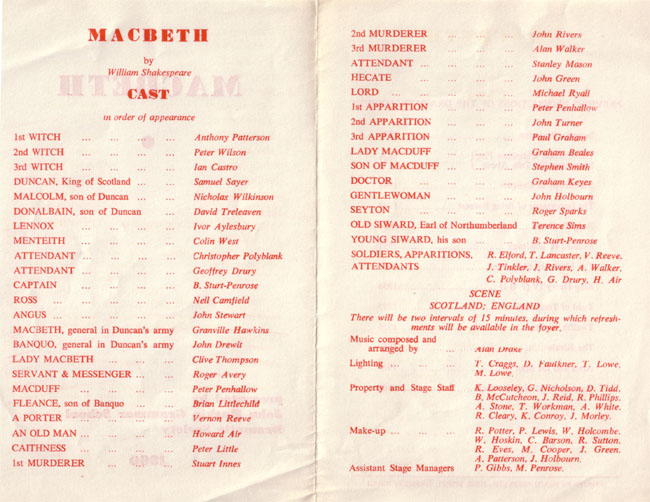 MACBETH
by
William Shakespeare
CAST
in order of appearance
1st WITCH ... ... ... ... Anthony Patterson
2nd WITCH ... ... ... ... Peter Wilson
3rd WITCH ... ... ... ... Ian Castro
DUNCAN, King of Scotland ... ... Samuel Sayer
MALCOLM, son of Duncan ... ... Nicholas Wilkinson
DONALBAIN, son of Duncan ... David Treleaven
LENNOX ... ... ... ... Ivor Aylesbury
MENTEITH ... ... ... ... Colin West
ATTENDANT ... ... ... ... Christopher Polyblank
ATTENDANT ... ... ... ... Geoffrey Drury
CAPTAIN ... ... ... ... B. Sturt-Penrose
ROSS ... ... ... ... Neil Camfield
ANGUS ... ... ... ... John Stewart
MACBETH, general in Duncan's army Granville Hawkins
BANQUO, general in Duncan's army John Drewit
LADY MACBETH ... ... ... Clive Thompson
SERVANT & MESSENGER ... ... Roger Avery
MACDUFF ... ... ... ... Peter Penhallow
FLEANCE, son of Banquo ... Brian Littlechild
A PORTER ... ... ... ... Vernon Reeve
AN OLD MAN ... ... ... ... Howard Air
CAITHNESS ... ... ... ... Peter Little
1st MURDERER ... ... ... Stuart Innes
2nd MURDERER ... ... ... John Rivers
3rd MURDERER ... ... ... Alan Walker
ATTENDANT ... ... ... ... Stanley Mason
HECATE ... ... ... ... John Green
LORD ... ... ... ... Michael Ryall
1st APPARITION ... ... ... Peter Penhallow
2nd APPARITION ... ... ... John Turner
3rd APPARITION ... ... ... Paul Graham
LADY MACDUFF ... ... ... Graham Beales
SON OF MACDUFF ... ... ... Stephen Smith
DOCTOR ... ... ... ... Graham Keyes
GENTLEWOMAN ... ... ... John Holbourn
SEYTON ... ... ... ... Roger Sparks
OLD SIWARD, Earl of Northumberland Terence Sims
YOUNG SIWARD, his son ... ... B. Sturt-Penrose
SOLDIERS, APPARITIONS, R. Elford, T. Lancaster, V. Reeve.
ATTENDANTS J. Tinkler, J. Rivers, A. Walker,
C. Polyblank, G. Drury, H. Air
SCENE
SCOTLAND; ENGLAND
There will be two intervals of 15 minutes, during which refresh-
ments will be available in the foyer.
Music composed and
arranged by ... ... Alan Drake
Lighting ... ... ... T. Craggs, D. Faulkner, T. Lowe,
M. Lowe.
Property and Stage Staff K. Looseley, G. Nicholson, D. Tidd,
B. McCutcheon, J. Reid, R. Phillips,
A. Stone, T. Workman, A. White,
R. Cleary, K. Conroy, J. Morley.
Make-up ... ... ... R. Potter, P. Lewis, W. Holcombe,
W. Hoskin, C. Barson, R. Sutton,
R. Eves, M. Cooper, J. Green,
A. Patterson, J. Holbourn.
Assistant Stage Managers P. Gibbs, M. Penrose.